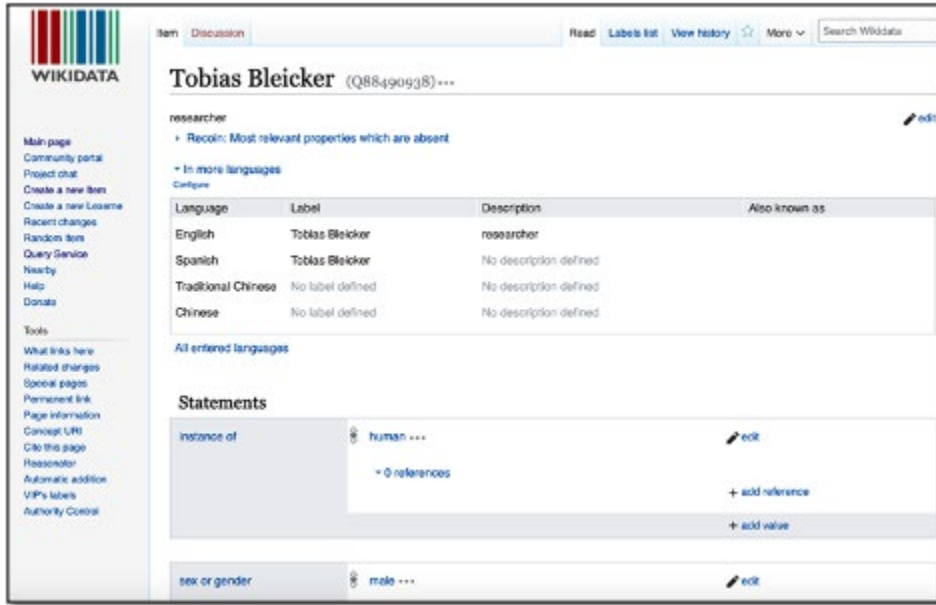 WIKIDATA
Item Discussion Read Labels list View history More Search Wikidata
Tobias Bleicker (Q88490938)
researcher
edit
Recoin: Most relevant properties which are absent
In more languages
Configure
Language Label Description Also known as
English Tobias Bleicker researcher
Spanish Tobias Bleicker No description defined
Traditional Chinese No label defined No description defined
Chinese No label defined No description defined
All entered languages
Main page
Community portal
Project chat
Create a new Item
Create a new Lexeme
Recent changes
Random Item
Query Service
Nearby
Help
Donate
Tools
What links here
Related changes
Special pages
Permanent link
Page information
Concept URI
Cite this page
Reasonator
Automatic addition
VIP's labels
Authority Control
Statements
instance of human edit
0 references
+ add reference
+ add value
sex or gender male edit